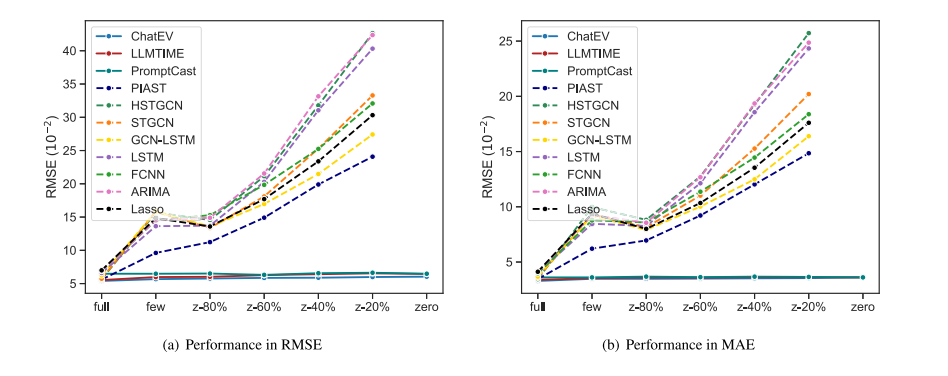 ChatEV
LLMTIME
PromptCast
PIAST
HSTGCN
STGCN
GCN-LSTM
LSTM
FCNN
ARIMA
Lasso
RMSE (10⁻²)
40
35
30
25
20
15
10
5
full few z-80% z-60% z-40% z-20% zero
(a) Performance in RMSE
ChatEV
LLMTIME
PromptCast
PIAST
HSTGCN
STGCN
GCN-LSTM
LSTM
FCNN
ARIMA
Lasso
RMSE (10⁻²)
25
20
15
10
5
full few z-80% z-60% z-40% z-20% zero
(b) Performance in MAE